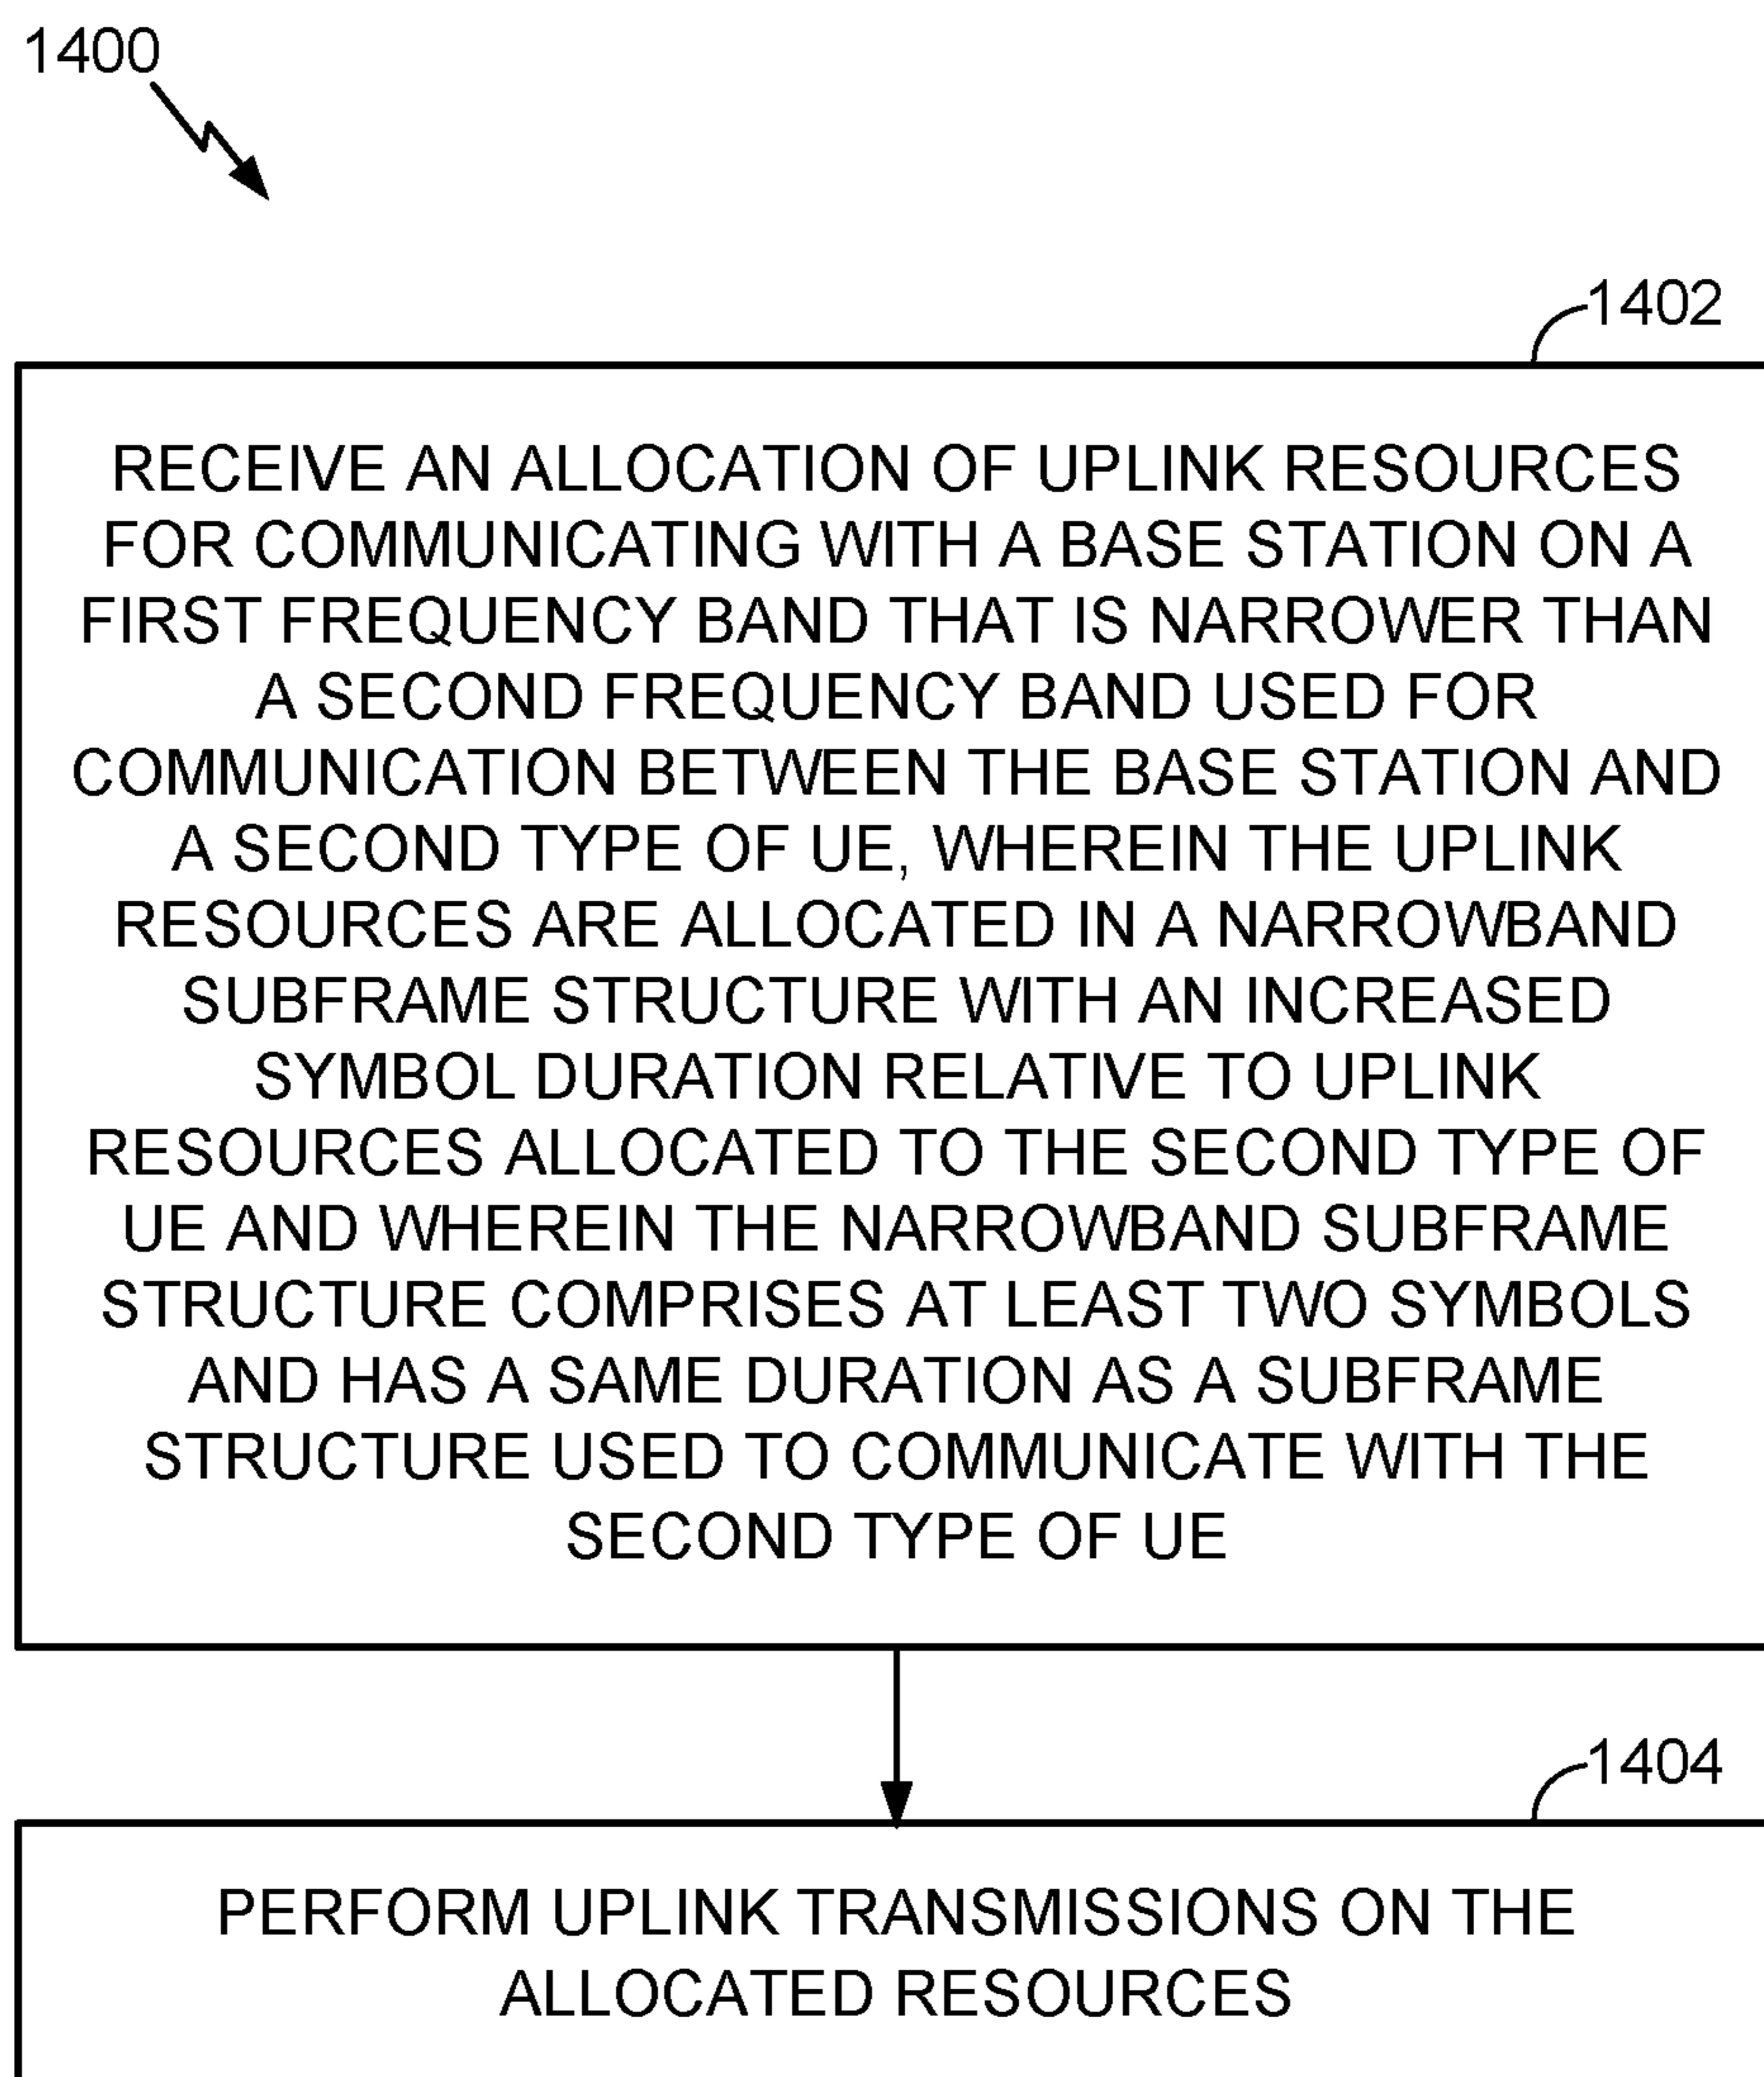 1400
1402
RECEIVE AN ALLOCATION OF UPLINK RESOURCES
FOR COMMUNICATING WITH A BASE STATION ON A
FIRST FREQUENCY BAND THAT IS NARROWER THAN
A SECOND FREQUENCY BAND USED FOR
COMMUNICATION BETWEEN THE BASE STATION AND
A SECOND TYPE OF UE, WHEREIN THE UPLINK
RESOURCES ARE ALLOCATED IN A NARROWBAND
SUBFRAME STRUCTURE WITH AN INCREASED
SYMBOL DURATION RELATIVE TO UPLINK
RESOURCES ALLOCATED TO THE SECOND TYPE OF
UE AND WHEREIN THE NARROWBAND SUBFRAME
STRUCTURE COMPRISES AT LEAST TWO SYMBOLS
AND HAS A SAME DURATION AS A SUBFRAME
STRUCTURE USED TO COMMUNICATE WITH THE
SECOND TYPE OF UE
1404
PERFORM UPLINK TRANSMISSIONS ON THE
ALLOCATED RESOURCES